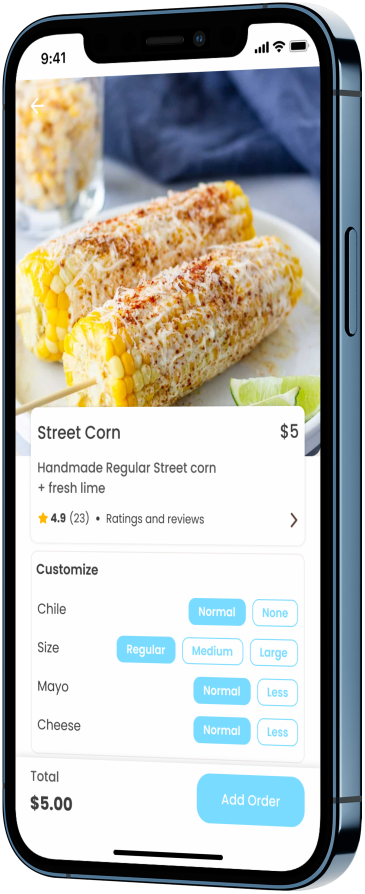 9:41
Street Corn $5
Handmade Regular Street corn
+ fresh lime
4.9 (23) • Ratings and reviews
Customize
Chile Normal None
Size Regular Medium Large
Mayo Normal Less
Cheese Normal Less
Total
$5.00 Add Order